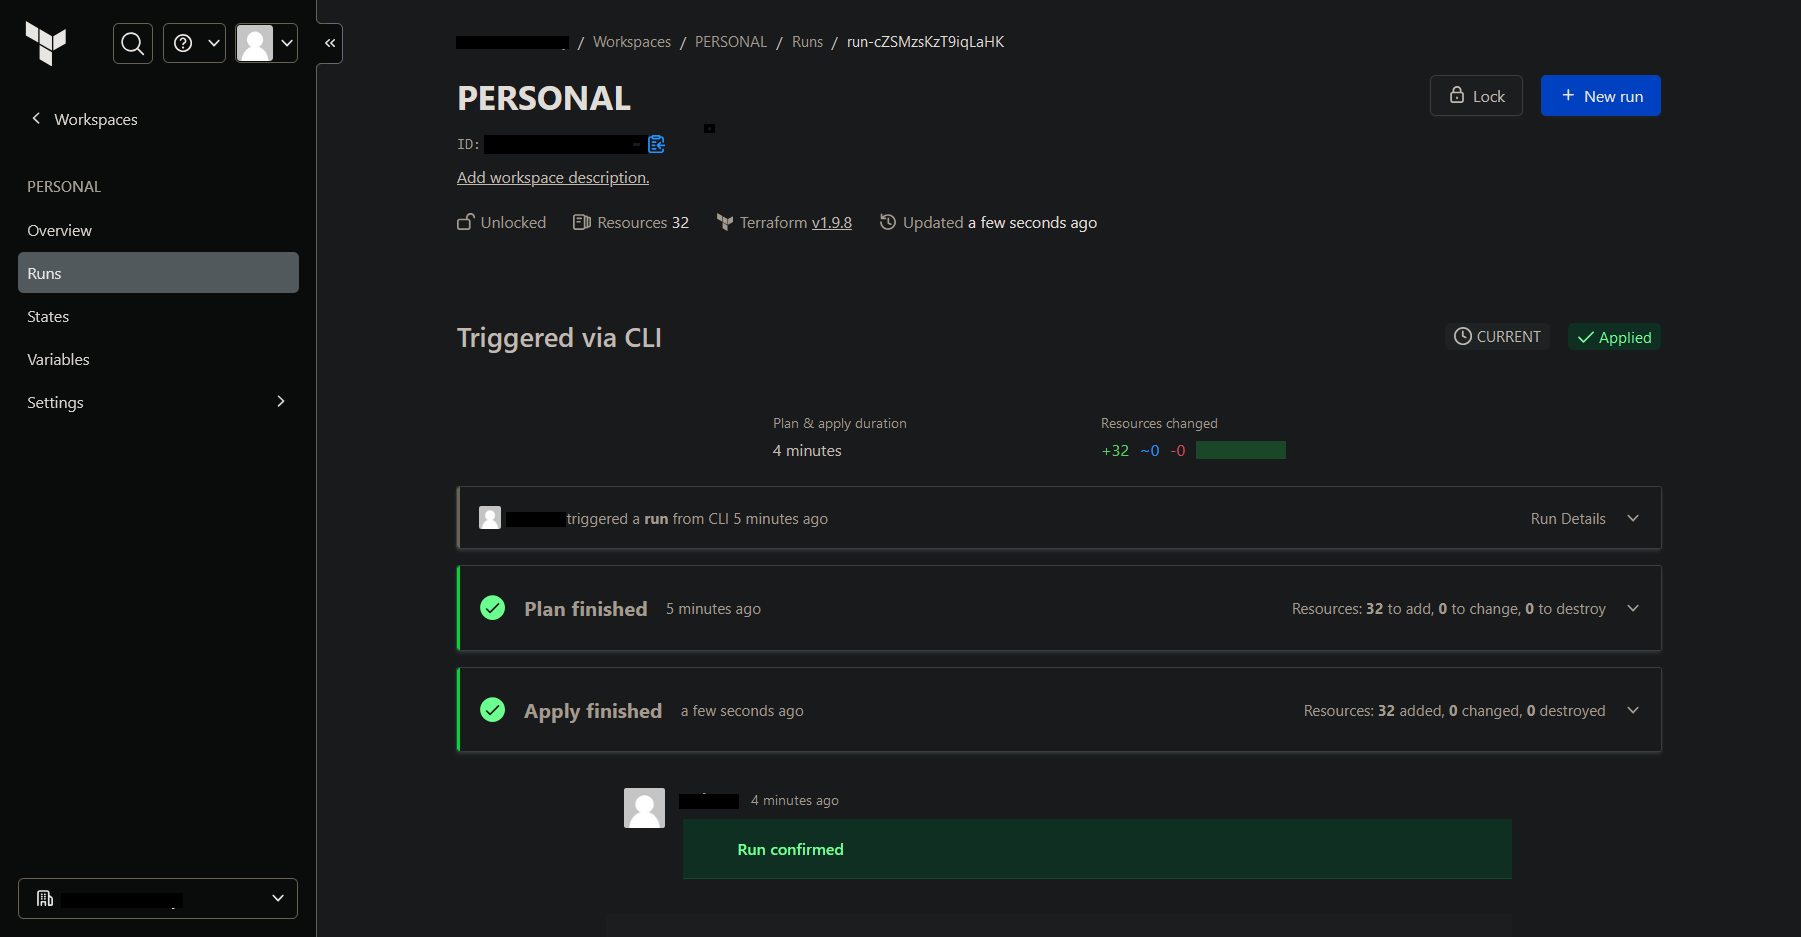 Workspaces
PERSONAL
Overview
Runs
States
Variables
Settings
/ Workspaces / PERSONAL / Runs / run-cZSMzsKzT9iqLaHK
PERSONAL
Lock
+ New run
ID:
Add workspace description.
Unlocked Resources 32 Terraform v1.9.8 Updated a few seconds ago
Triggered via CLI
CURRENT
Applied
Plan & apply duration
4 minutes
Resources changed
+32 ~0 -0
triggered a run from CLI 5 minutes ago
Run Details
Plan finished 5 minutes ago
Resources: 32 to add, 0 to change, 0 to destroy
Apply finished a few seconds ago
Resources: 32 added, 0 changed, 0 destroyed
4 minutes ago
Run confirmed